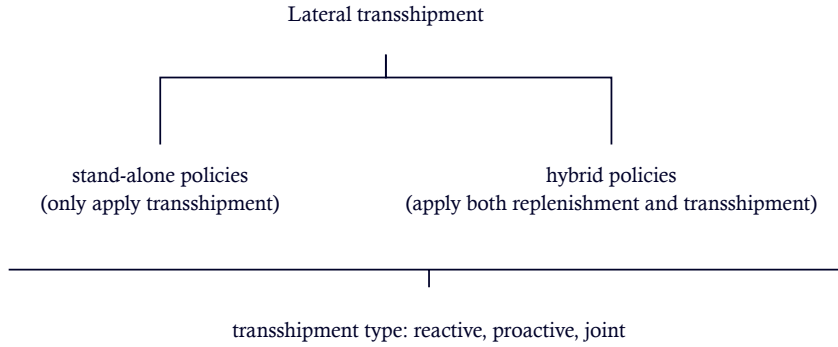 Lateral transshipment
stand-alone policies
(only apply transshipment)
hybrid policies
(apply both replenishment and transshipment)
transshipment type: reactive, proactive, joint